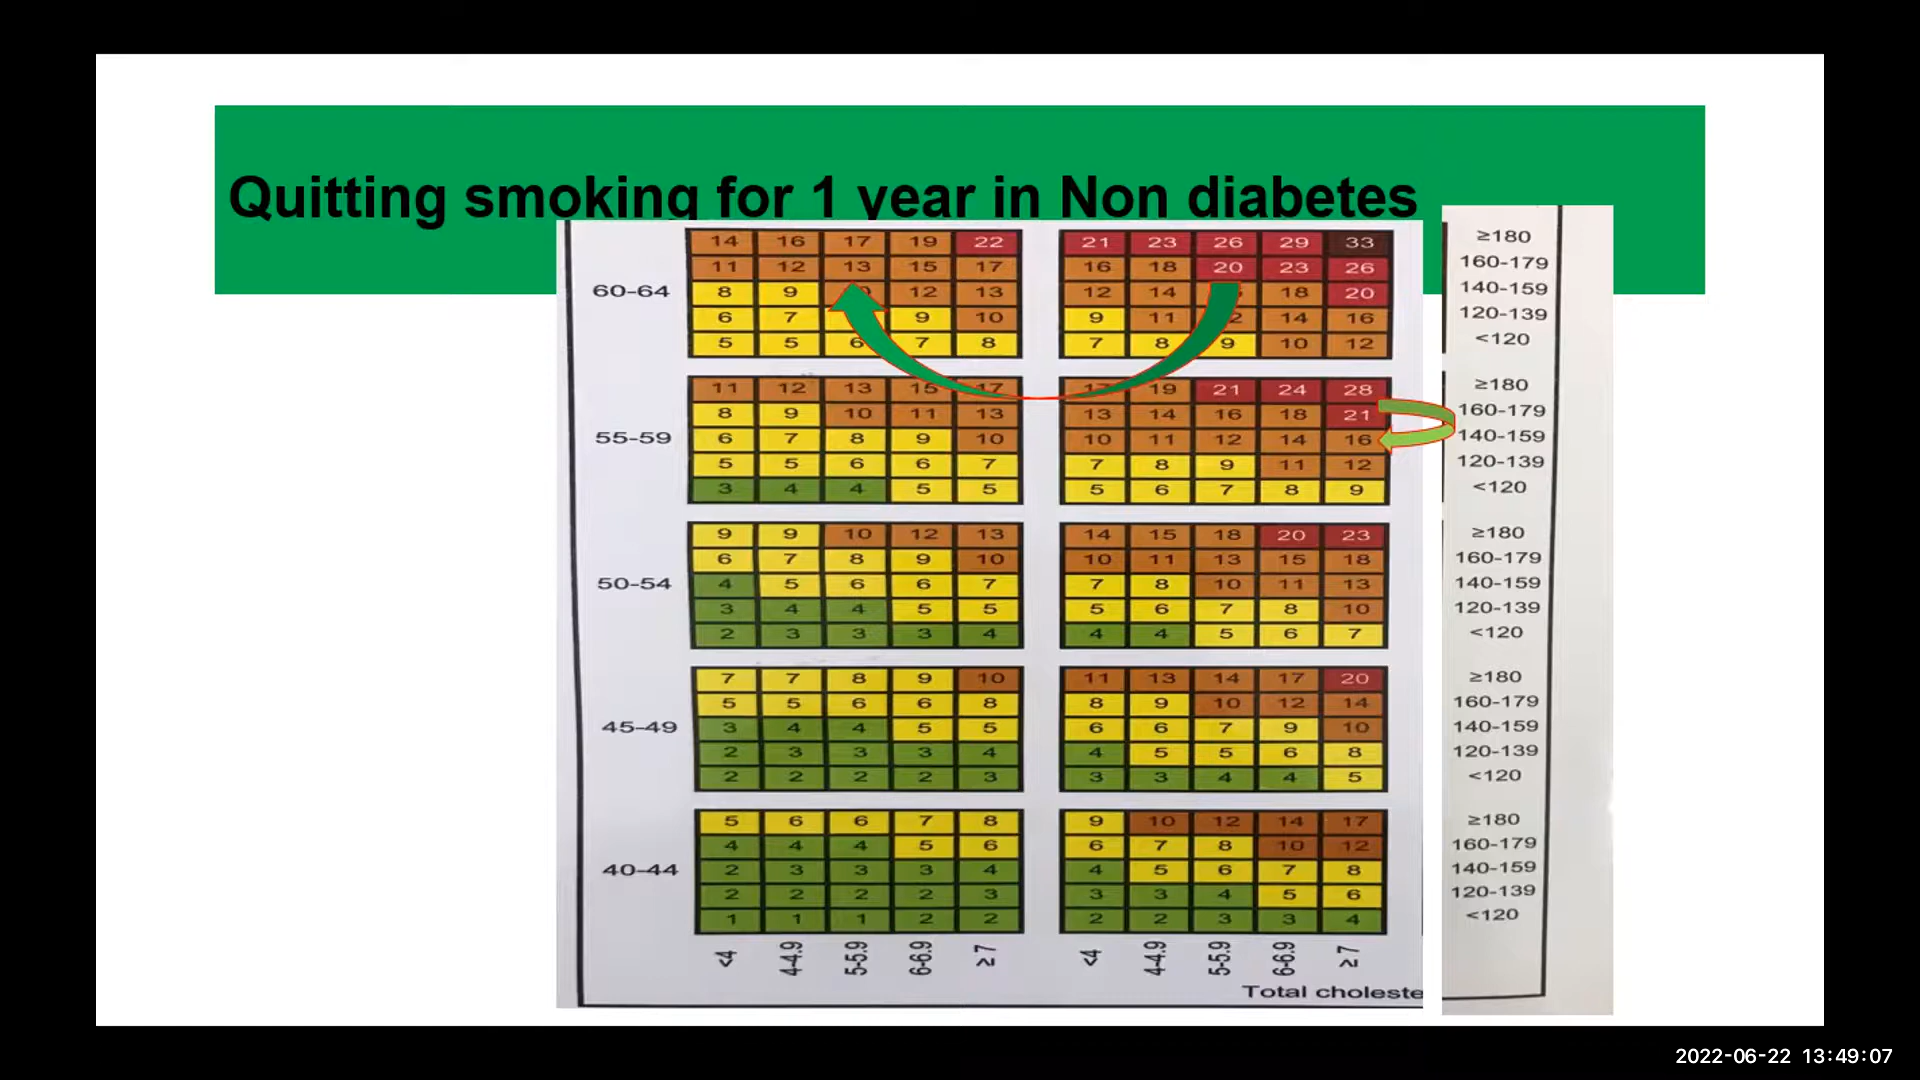 Quitting smoking for 1 year in Non diabetes
14 16 17 19 22 21 23 26 29 33 ≥180
11 12 13 15 17 16 18 20 23 26 160-179
60-64 8 9 12 13 12 14 18 20 140-159
6 7 9 10 9 11 14 16 120-139
5 5 6 7 8 7 8 9 10 12 <120
11 12 13 15 17 19 21 24 28 ≥180
8 9 10 11 13 13 14 16 18 21 160-179
55-59 6 7 8 9 10 10 11 12 14 16 140-159
5 5 6 6 7 7 8 9 11 12 120-139
3 4 4 5 5 5 6 7 8 9 <120
9 9 10 12 13 14 15 18 20 23 ≥180
6 7 8 9 10 10 11 13 15 18 160-179
50-54 4 5 6 6 7 7 8 10 11 13 140-159
3 4 4 5 5 5 6 7 8 10 120-139
2 3 3 3 4 4 4 5 6 7 <120
7 7 8 9 10 11 13 14 17 20 ≥180
5 5 6 6 8 8 9 10 12 14 160-179
45-49 3 4 4 5 5 6 6 7 9 10 140-159
2 3 3 3 4 4 5 5 6 8 120-139
2 2 2 2 3 3 3 4 4 5 <120
5 6 6 7 8 9 10 12 14 17 ≥180
4 4 4 5 6 6 7 8 10 12 160-179
40-44 2 3 3 3 4 4 5 6 7 8 140-159
2 2 2 2 3 3 3 4 5 6 120-139
1 1 1 2 2 2 2 3 3 4 <120
<4 4-4.9 5-5.9 6-6.9 ≥7 <4 4-4.9 5-5.9 6-6.9 ≥7
Total choleste
2022-06-22 13:49:07